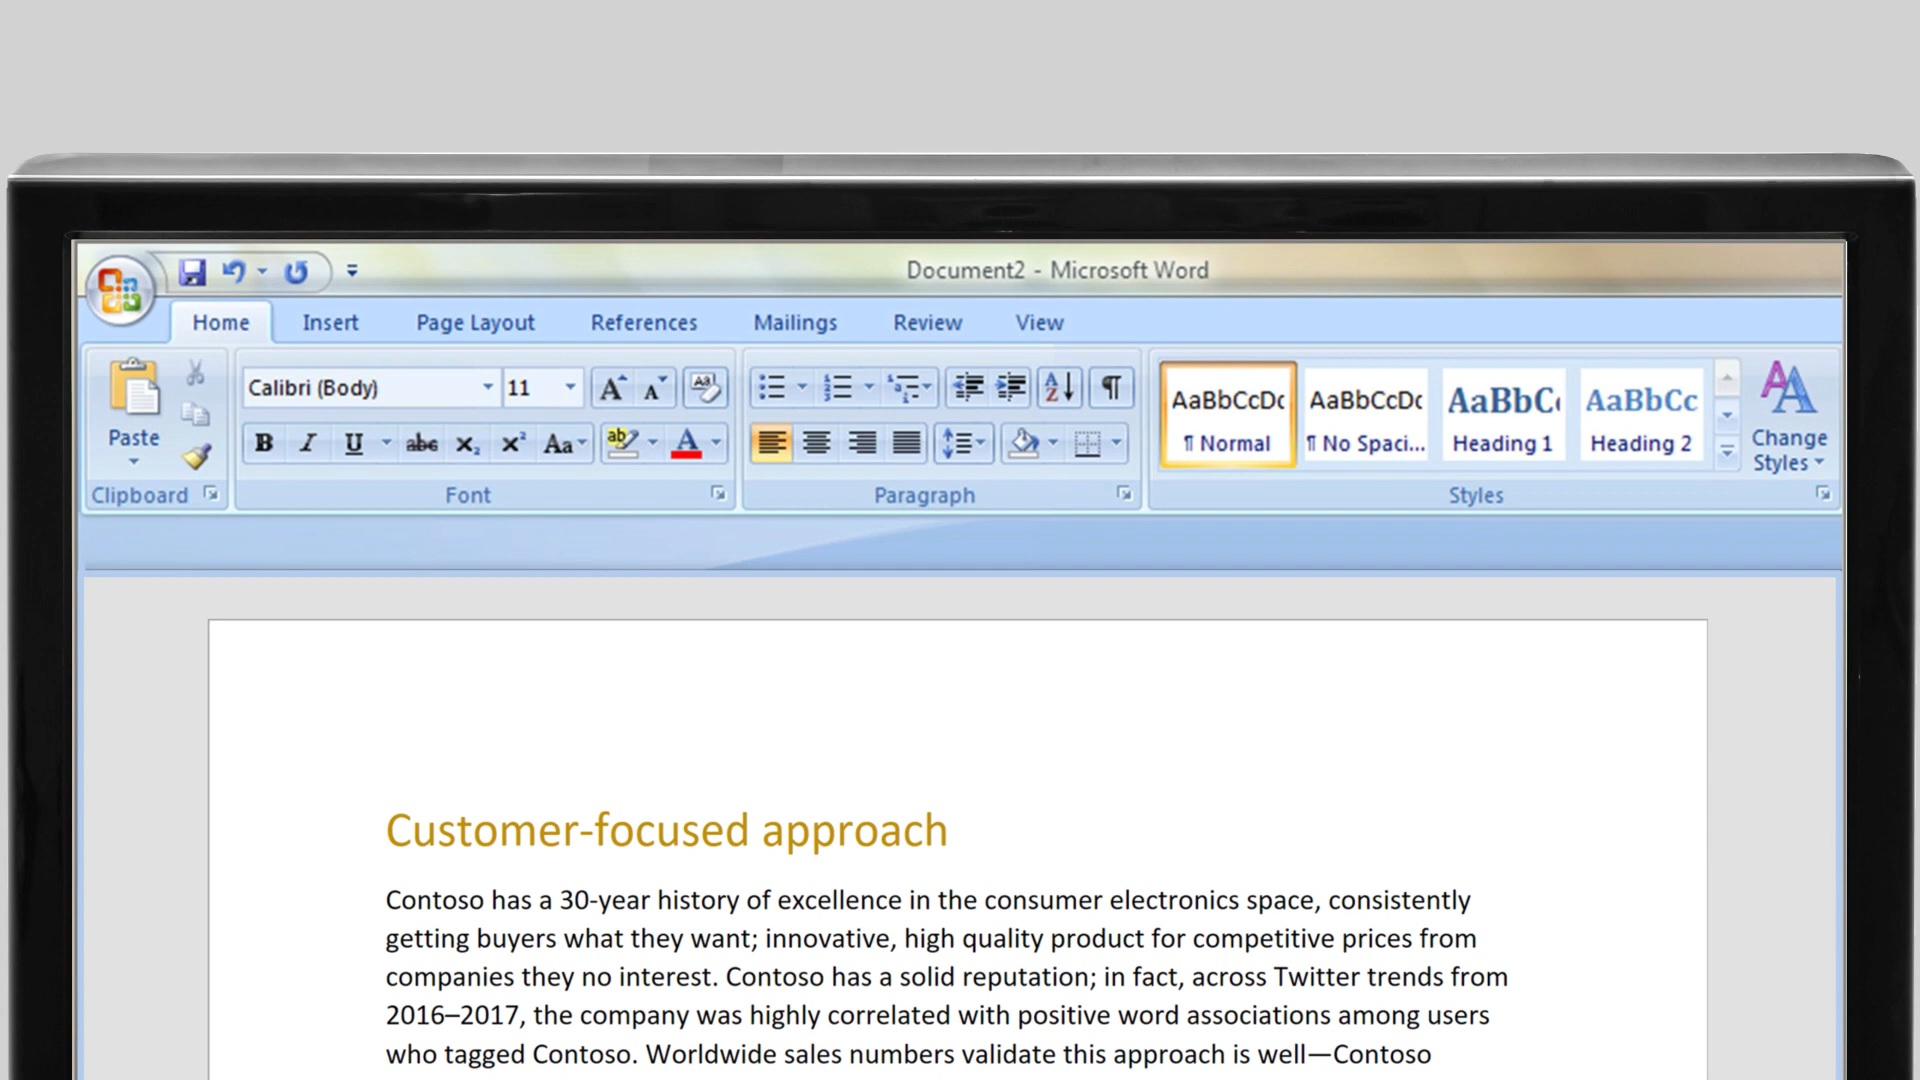 Document2 - Microsoft Word
Home Insert Page Layout References Mailings Review View
Calibri (Body) 11 A A Aa
AaBbCcDc AaBbCcDc AaBbC AaBbCc
Paste B I U abc X₂ X² Aa ab A ¶ Normal ¶ No Spaci... Heading 1 Heading 2 Change Styles
Clipboard Font Paragraph Styles
Customer-focused approach
Contoso has a 30-year history of excellence in the consumer electronics space, consistently
getting buyers what they want; innovative, high quality product for competitive prices from
companies they no interest. Contoso has a solid reputation; in fact, across Twitter trends from
2016–2017, the company was highly correlated with positive word associations among users
who tagged Contoso. Worldwide sales numbers validate this approach is well—Contoso